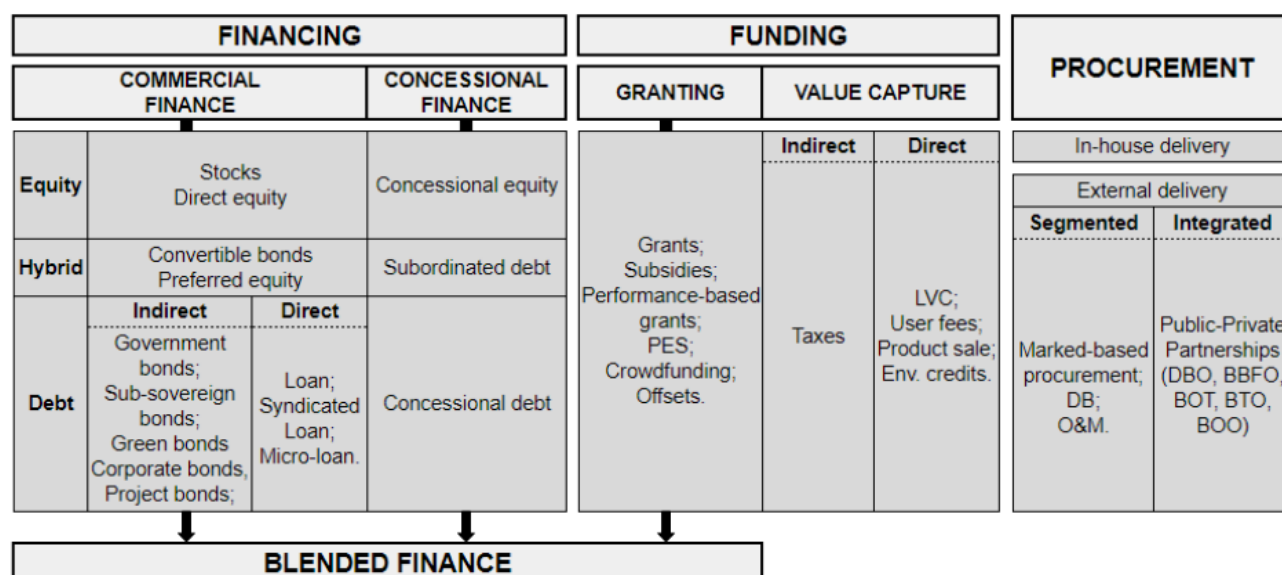 FINANCING
FUNDING
PROCUREMENT
COMMERCIAL
FINANCE
CONCESSIONAL
FINANCE
GRANTING
VALUE CAPTURE
Equity
Stocks
Direct equity
Concessional equity
Hybrid
Convertible bonds
Preferred equity
Subordinated debt
Debt
Indirect
Government
bonds;
Sub-sovereign
bonds;
Green bonds
Corporate bonds,
Project bonds;
Direct
Loan;
Syndicated
Loan;
Micro-loan.
Concessional debt
Grants;
Subsidies;
Performance-based
grants;
PES;
Crowdfunding;
Offsets.
Indirect
Taxes
Direct
LVC;
User fees;
Product sale;
Env. credits.
In-house delivery
External delivery
Segmented
Marked-based
procurement;
DB;
O&M.
Integrated
Public-Private
Partnerships
(DBO, BBFO,
BOT, BTO,
BOO)
BLENDED FINANCE